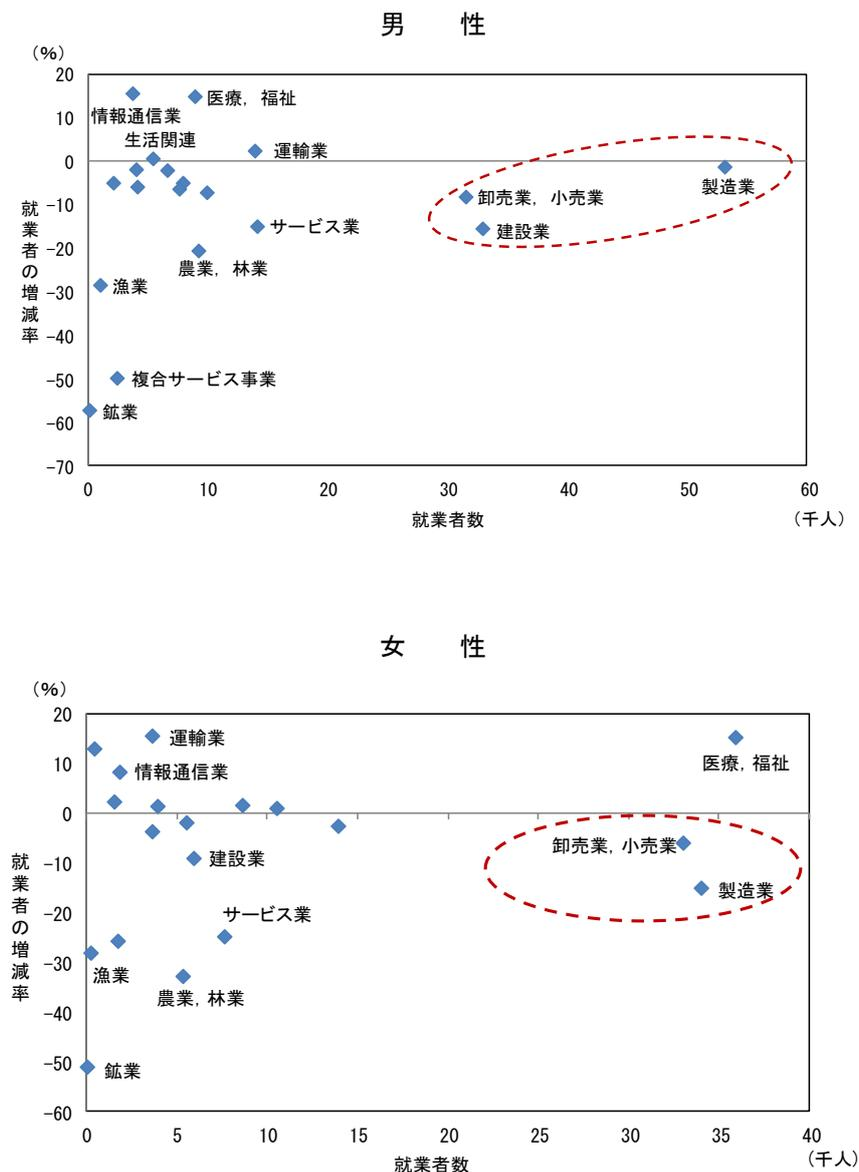 男 性
（%）
20
10
0
-10
-20
-30
-40
-50
-60
-70
就業者の増減率
情報通信業
医療，福祉
生活関連
運輸業
卸売業，小売業
製造業
サービス業
建設業
農業，林業
漁業
複合サービス事業
鉱業
0 10 20 30 40 50 60
就業者数
（千人）
女 性
（%）
20
10
0
-10
-20
-30
-40
-50
-60
就業者の増減率
運輸業
医療，福祉
情報通信業
卸売業，小売業
建設業
製造業
サービス業
漁業
農業，林業
鉱業
0 5 10 15 20 25 30 35 40
就業者数
（千人）